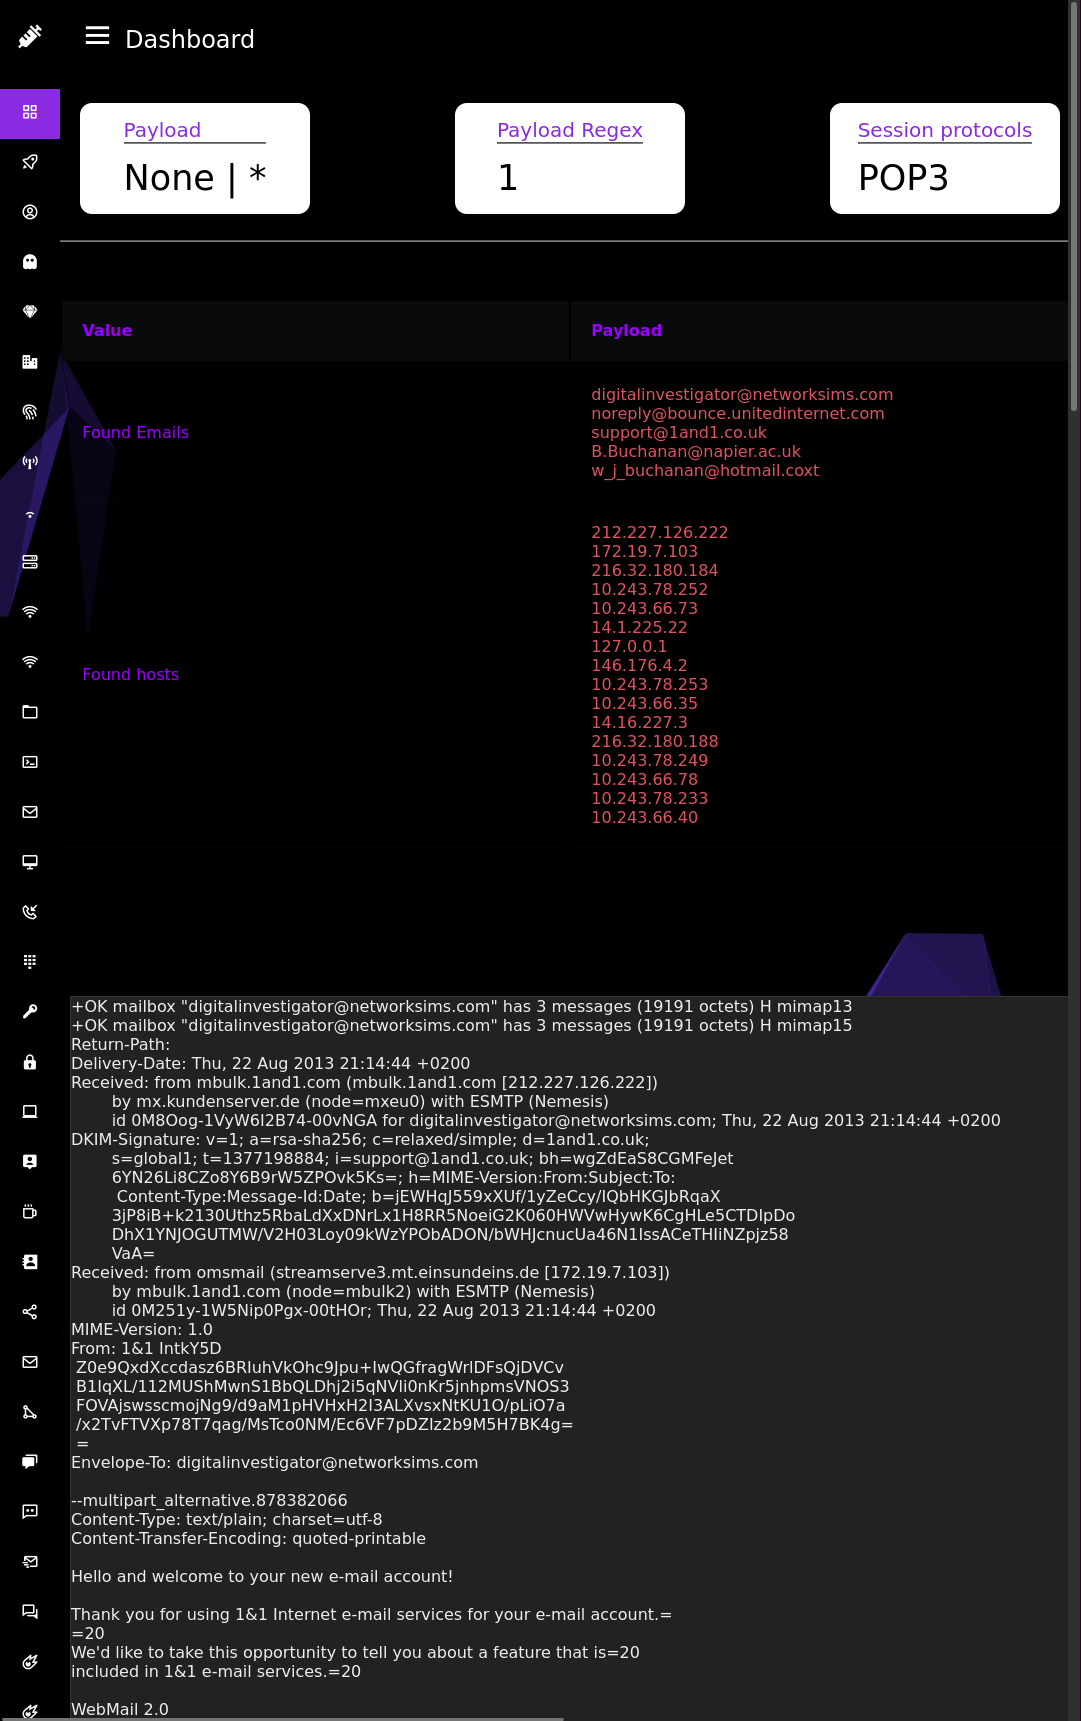 Dashboard
Payload
None | *
Payload Regex
1
Session protocols
POP3
Value
Payload
Found Emails
digitalinvestigator@networksims.com
noreply@bounce.unitedinternet.com
support@1and1.co.uk
B.Buchanan@napier.ac.uk
w_j_buchanan@hotmail.coxt
Found hosts
212.227.126.222
172.19.7.103
216.32.180.184
10.243.78.252
10.243.66.73
14.1.225.22
127.0.0.1
146.176.4.2
10.243.78.253
10.243.66.35
14.16.227.3
216.32.180.188
10.243.78.249
10.243.66.78
10.243.78.233
10.243.66.40
+OK mailbox "digitalinvestigator@networksims.com" has 3 messages (19191 octets) H mimap13
+OK mailbox "digitalinvestigator@networksims.com" has 3 messages (19191 octets) H mimap15
Return-Path:
Delivery-Date: Thu, 22 Aug 2013 21:14:44 +0200
Received: from mbulk.1and1.com (mbulk.1and1.com [212.227.126.222])
by mx.kundenserver.de (node=mxeu0) with ESMTP (Nemesis)
id 0M8Oog-1VyW6I2B74-00vNGA for digitalinvestigator@networksims.com; Thu, 22 Aug 2013 21:14:44 +0200
DKIM-Signature: v=1; a=rsa-sha256; c=relaxed/simple; d=1and1.co.uk;
s=global1; t=1377198884; i=support@1and1.co.uk; bh=wgZdEaS8CGMFeJet
6YN26Li8CZo8Y6B9rW5ZPOvk5Ks=; h=MIME-Version:From:Subject:To:
Content-Type:Message-Id:Date; b=jEWHqJ559xXUf/1yZeCcy/IQbHKGJbRqaX
3jP8iB+k2130Uthz5RbaLdXxDNrLx1H8RR5NoeiG2K060HWVwHywK6CgHLe5CTDIpDo
DhX1YNJOGUTMW/V2H03Loy09kWzYPObADON/bWHJcnucUa46N1IssACeTHIiNZpjz58
VaA=
Received: from omsmail (streamserve3.mt.einsundeins.de [172.19.7.103])
by mbulk.1and1.com (node=mbulk2) with ESMTP (Nemesis)
id 0M251y-1W5Nip0Pgx-00tHOr; Thu, 22 Aug 2013 21:14:44 +0200
MIME-Version: 1.0
From: 1&1 IntkY5D
Z0e9QxdXccdasz6BRIuhVkOhc9Jpu+IwQGfragWrlDFsQjDVCv
B1IqXL/112MUShMwnS1BbQLDhj2i5qNVli0nKr5jnhpmsVNOS3
FOVAjswsscmojNg9/d9aM1pHVHxH2I3ALXvsxNtKU1O/pLiO7a
/x2TvFTVXp78T7qag/MsTco0NM/Ec6VF7pDZIz2b9M5H7BK4g=
=
Envelope-To: digitalinvestigator@networksims.com
--multipart_alternative.878382066
Content-Type: text/plain; charset=utf-8
Content-Transfer-Encoding: quoted-printable
Hello and welcome to your new e-mail account!
Thank you for using 1&1 Internet e-mail services for your e-mail account.=
=20
We'd like to take this opportunity to tell you about a feature that is=20
included in 1&1 e-mail services.=20
WebMail 2.0